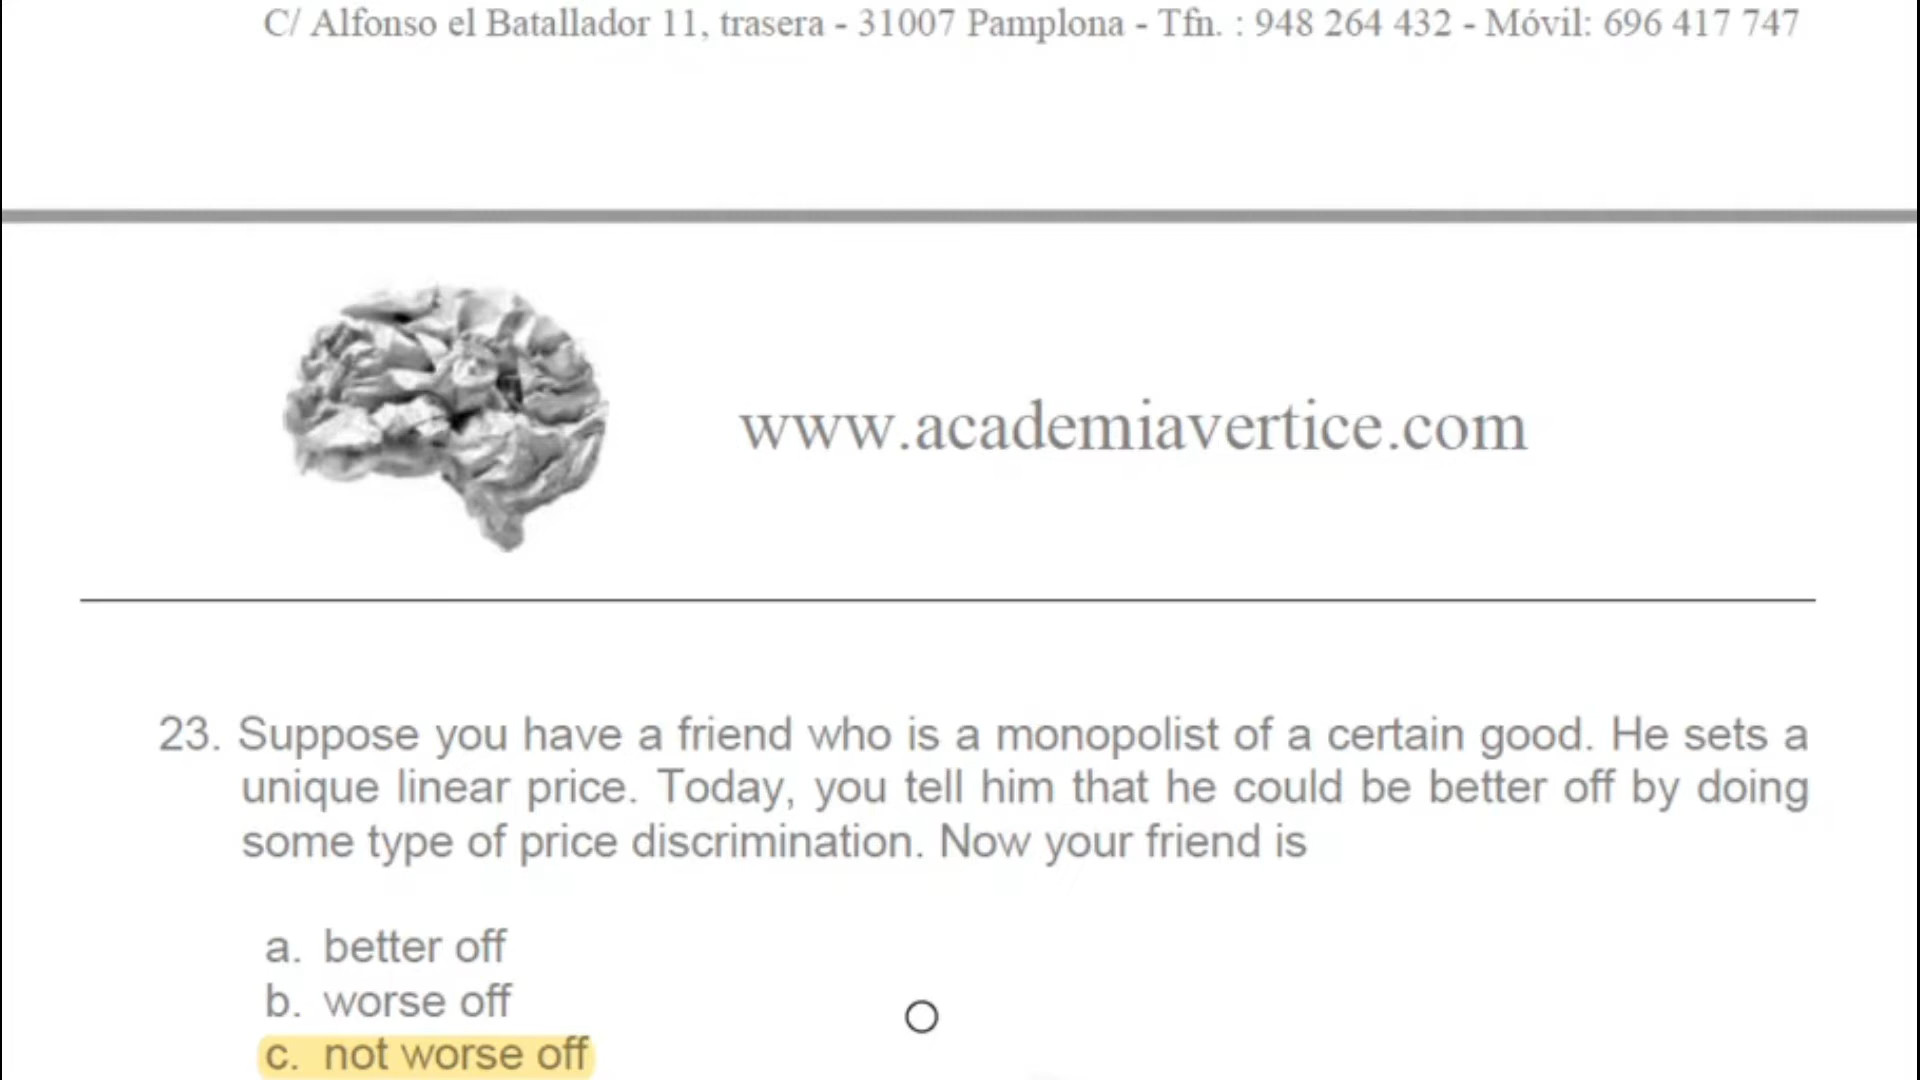 C/ Alfonso el Batallador 11, trasera - 31007 Pamplona - Tfn. : 948 264 432 - Móvil: 696 417 747
www.academiavertice.com
23. Suppose you have a friend who is a monopolist of a certain good. He sets a
unique linear price. Today, you tell him that he could be better off by doing
some type of price discrimination. Now your friend is
a. better off
b. worse off
c. not worse off